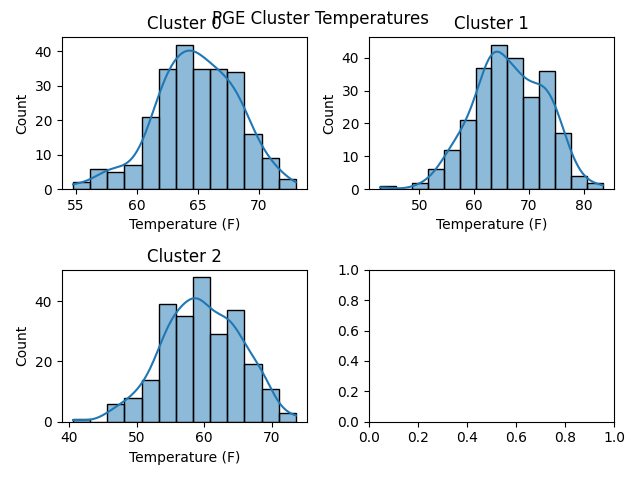 PGE Cluster Temperatures
Cluster 0
Cluster 1
40
30
20
10
0
Count
55 60 65 70
Temperature (F)
40
30
20
10
0
Count
50 60 70 80
Temperature (F)
Cluster 2
40
20
0
Count
40 50 60 70
Temperature (F)
1.0
0.8
0.6
0.4
0.2
0.0
0.0 0.2 0.4 0.6 0.8 1.0